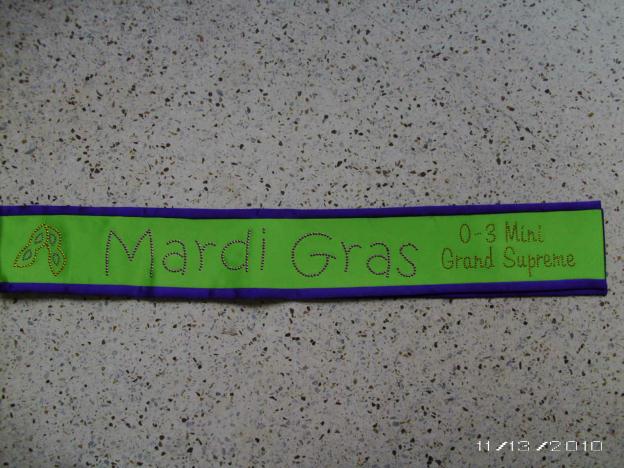 Mardi Gras
0-3 Mini
Grand Supreme
11/13/2010